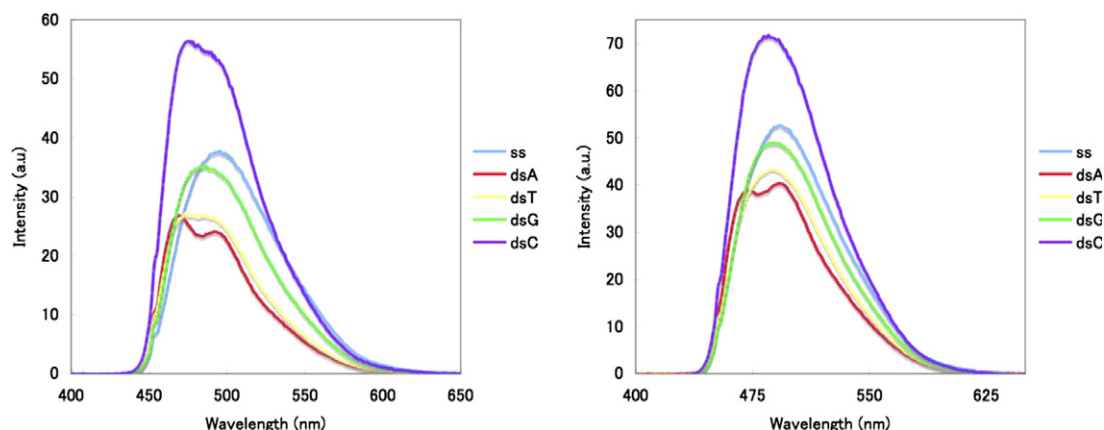 60
50
40
30
20
10
0
400
450
500
550
600
650
Wavelength (nm)
Intensity (a.u)
ss
dsA
dsT
dsG
dsC
70
60
50
40
30
20
10
0
400
475
550
625
Wavelength (nm)
Intensity (a.u.)
ss
dsA
dsT
dsG
dsC